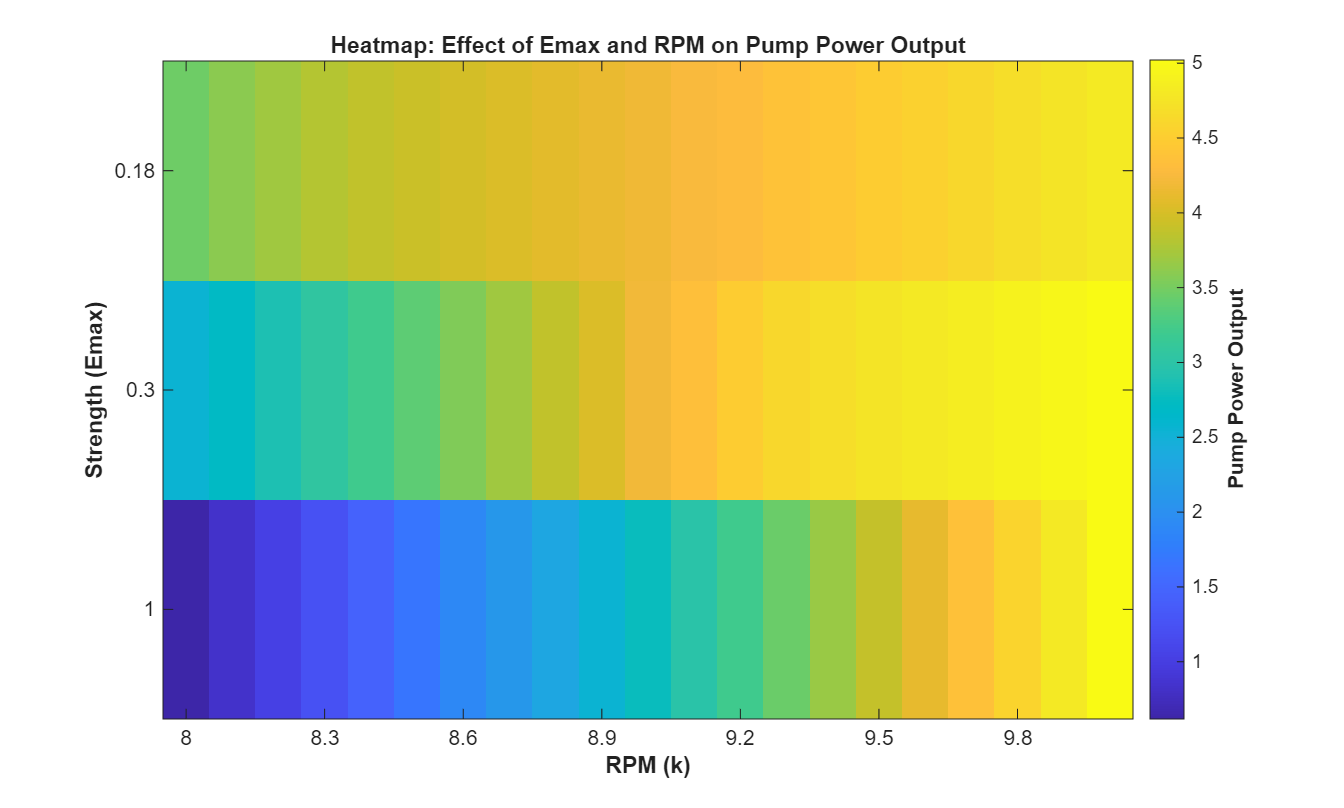 Heatmap: Effect of Emax and RPM on Pump Power Output
Strength (Emax)
0.18
0.3
1
8 8.3 8.6 8.9 9.2 9.5 9.8
RPM (k)
5
4.5
4
3.5
3
2.5
2
1.5
1
Pump Power Output